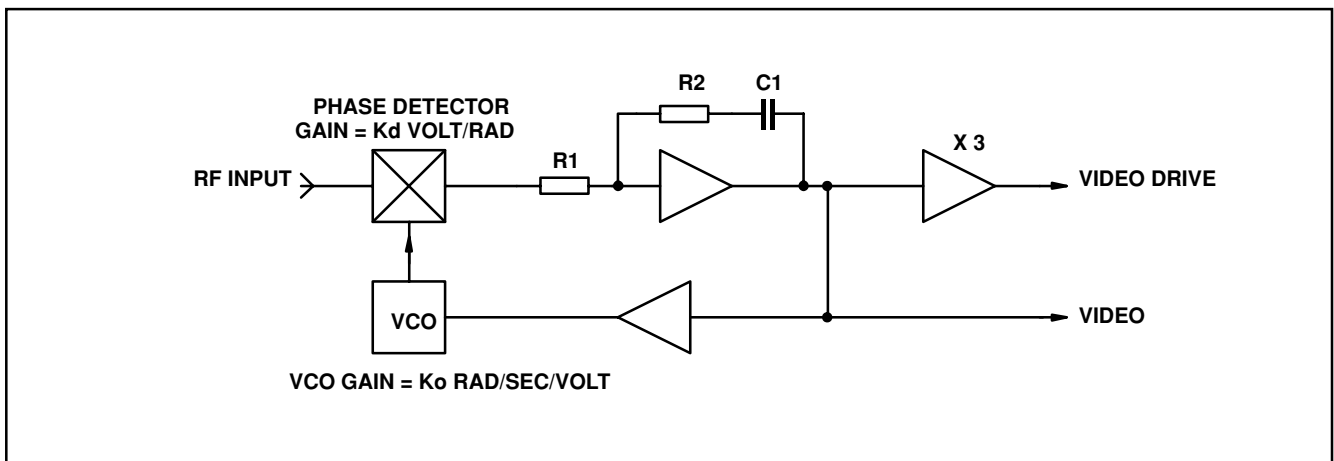 R2
C1
PHASE DETECTOR
GAIN = Kd VOLT/RAD
X 3
R1
RF INPUT
VIDEO DRIVE
VCO
VIDEO
VCO GAIN = Ko RAD/SEC/VOLT